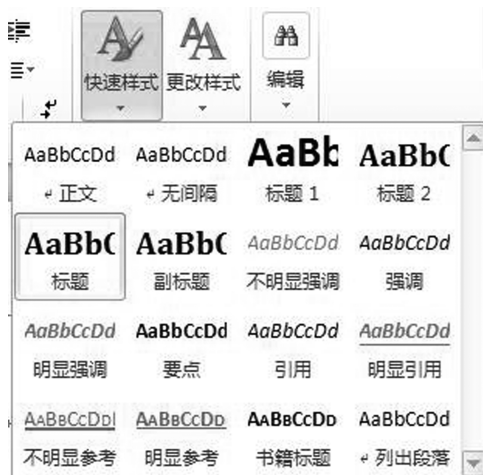 快速样式 更改样式 编辑
AaBbCcDd AaBbCcDd AaBb AaBb(
↵ 正文 ↵ 无间隔 标题 1 标题 2
AaBb( AaBb( AaBbCcDd AaBbCcDd
标题 副标题 不明显强调 强调
AaBbCcDd AaBbCcDd AaBbCcDd AaBbCcDd
明显强调 要点 引用 明显引用
AaBbCcDd AaBbCcDd AaBbCcDd AaBbCcDd
不明显参考 明显参考 书籍标题 ↵ 列出段落